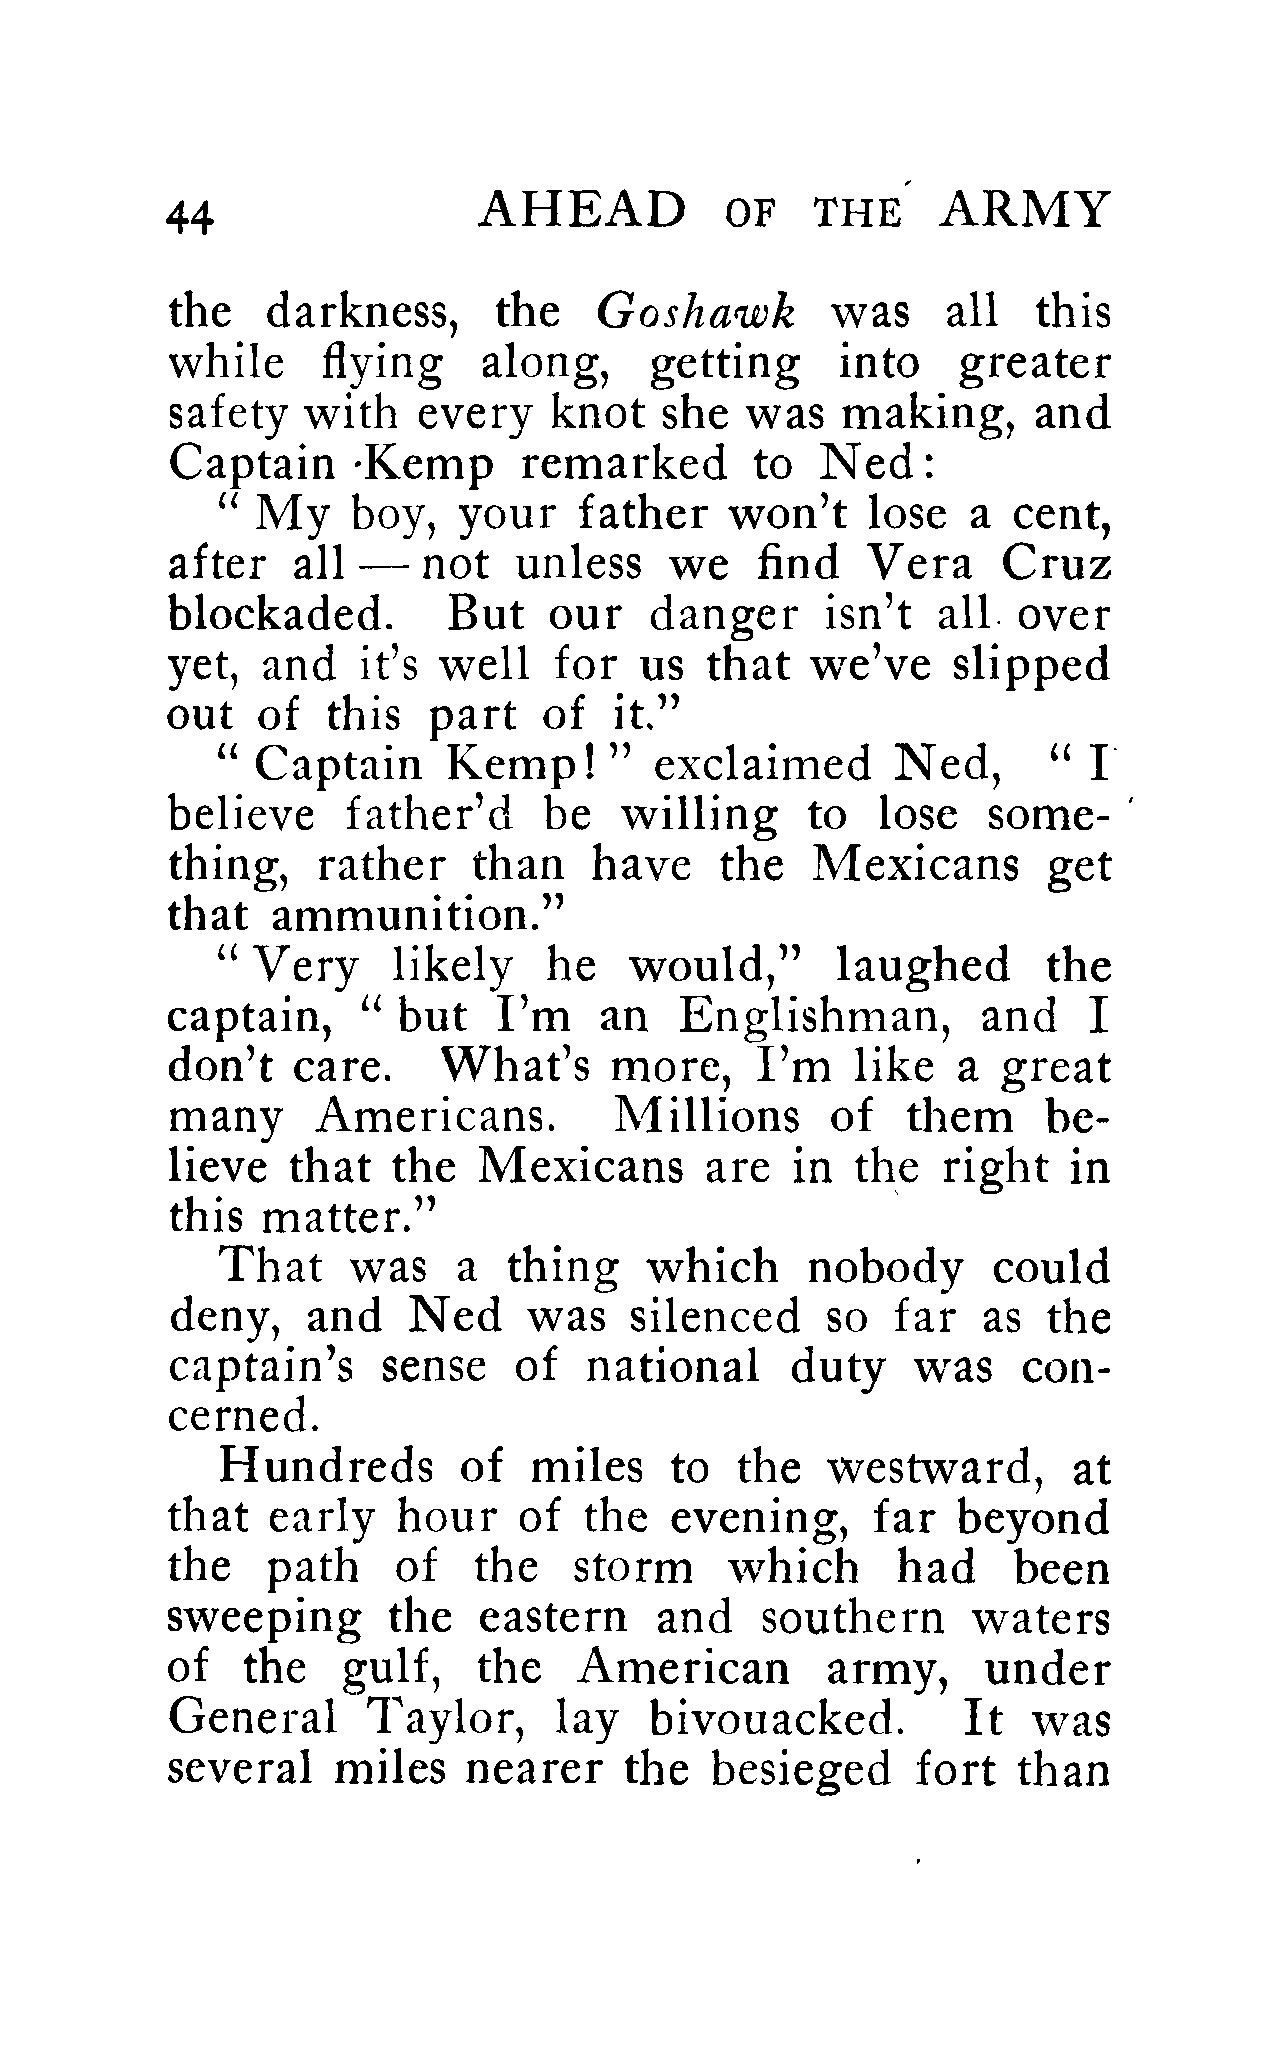 44 AHEAD OF THE ARMY
the darkness, the Goshawk was all this
while flying along, getting into greater
safety with every knot she was making, and
Captain Kemp remarked to Ned:
" My boy, your father won't lose a cent,
after all — not unless we find Vera Cruz
blockaded. But our danger isn't all over
yet, and it's well for us that we've slipped
out of this part of it."
" Captain Kemp! " exclaimed Ned, " I
believe father'd be willing to lose some-
thing, rather than have the Mexicans get
that ammunition."
" Very likely he would," laughed the
captain, " but I'm an Englishman, and I
don't care. What's more, I'm like a great
many Americans. Millions of them be-
lieve that the Mexicans are in the right in
this matter."
That was a thing which nobody could
deny, and Ned was silenced so far as the
captain's sense of national duty was con-
cerned.
Hundreds of miles to the westward, at
that early hour of the evening, far beyond
the path of the storm which had been
sweeping the eastern and southern waters
of the gulf, the American army, under
General Taylor, lay bivouacked. It was
several miles nearer the besieged fort than